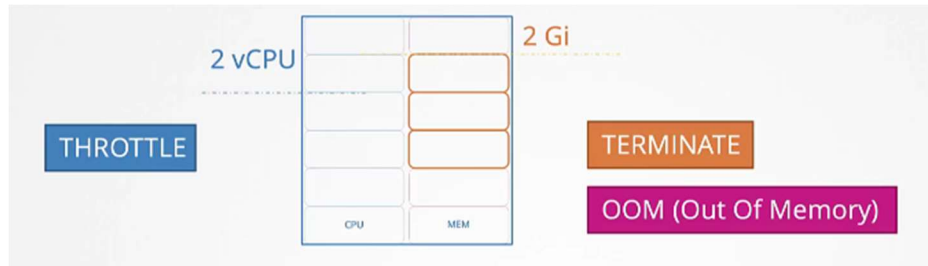 2 Gi
2 vCPU
THROTTLE
TERMINATE
OOM (Out Of Memory)
CPU
MEM